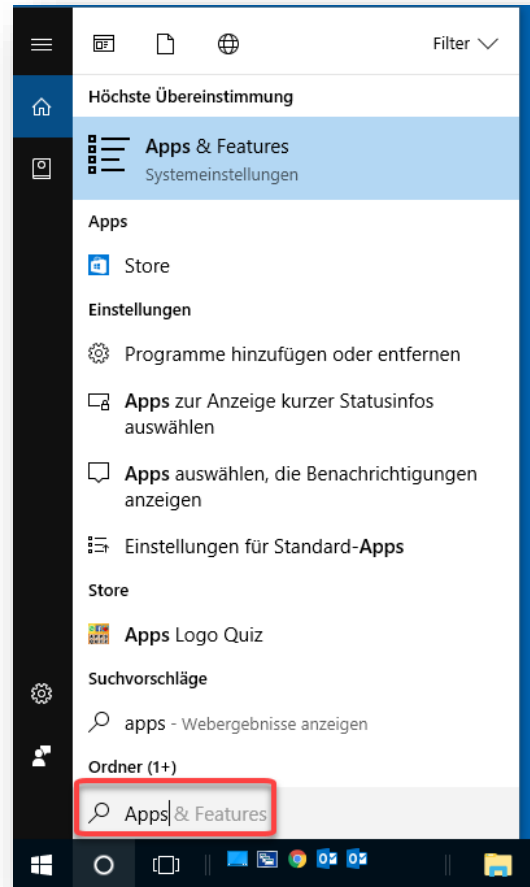 Filter
Höchste Übereinstimmung
Apps & Features
Systemeinstellungen
Apps
Store
Einstellungen
Programme hinzufügen oder entfernen
Apps zur Anzeige kurzer Statusinfos
auswählen
Apps auswählen, die Benachrichtigungen
anzeigen
Einstellungen für Standard-Apps
Store
Apps Logo Quiz
Suchvorschläge
apps - Webergebnisse anzeigen
Ordner (1+)
Apps & Features